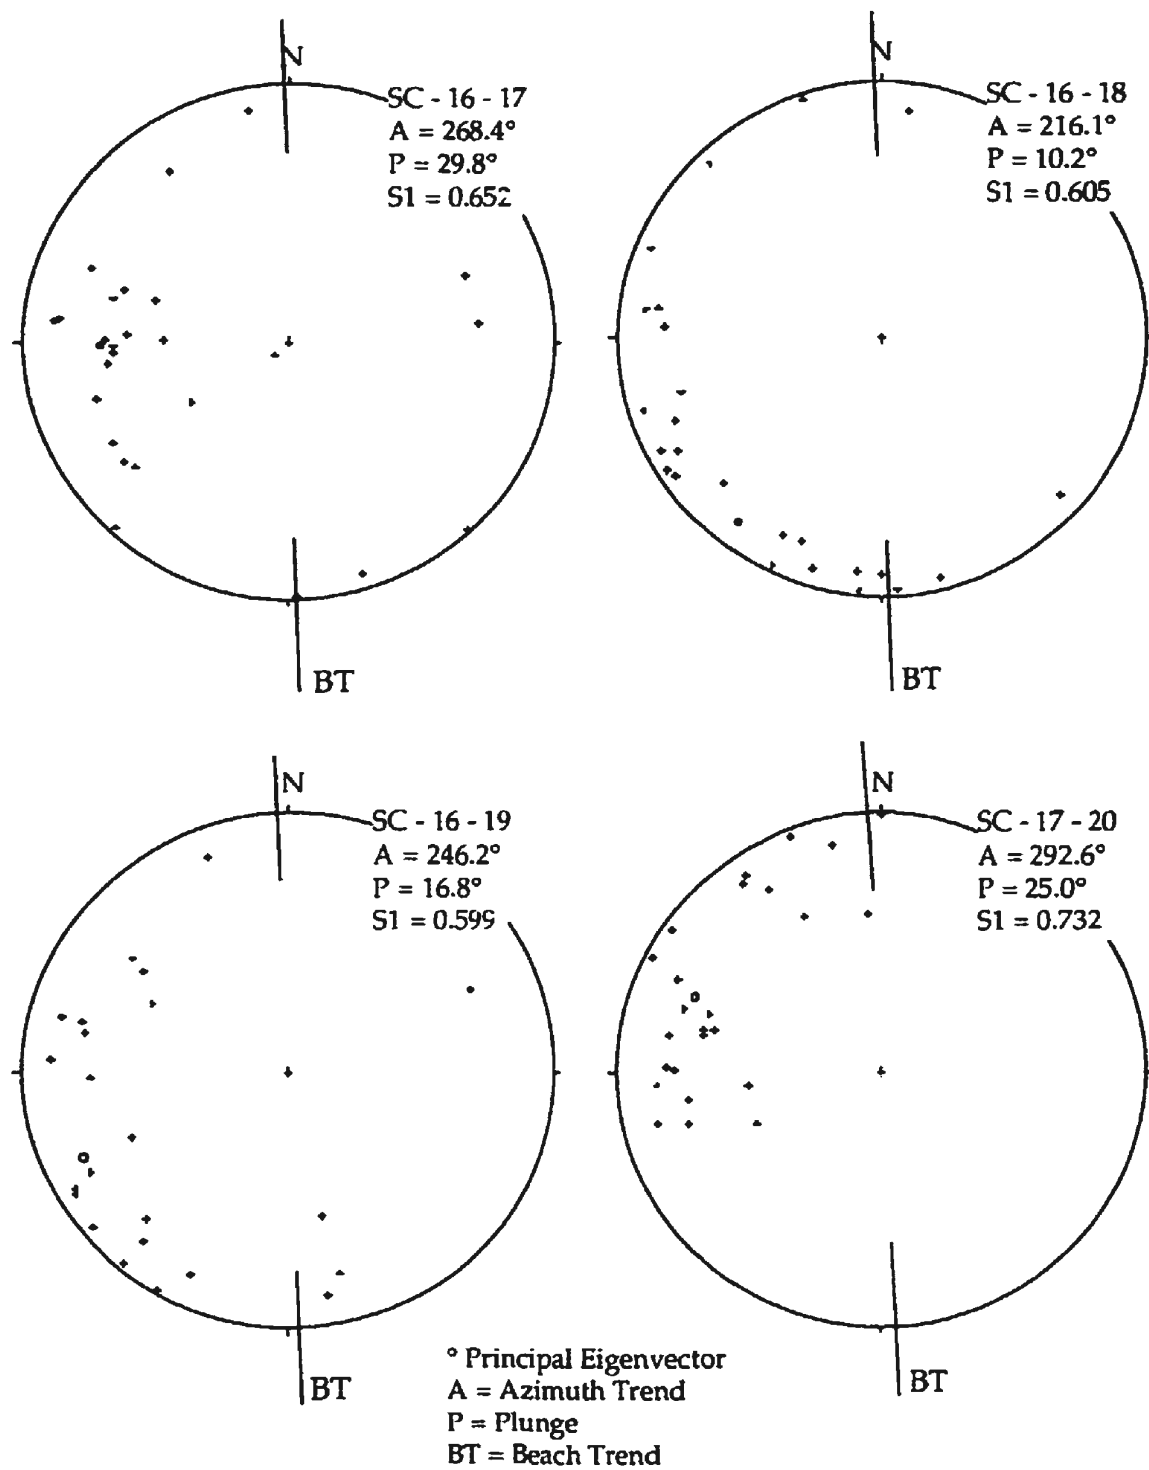 N
SC - 16 - 17
A = 268.4°
P = 29.8°
S1 = 0.652
BT
N
SC - 16 - 18
A = 216.1°
P = 10.2°
S1 = 0.605
BT
N
SC - 16 - 19
A = 246.2°
P = 16.8°
S1 = 0.599
BT
N
SC - 17 - 20
A = 292.6°
P = 25.0°
S1 = 0.732
BT
° Principal Eigenvector
A = Azimuth Trend
P = Plunge
BT = Beach Trend